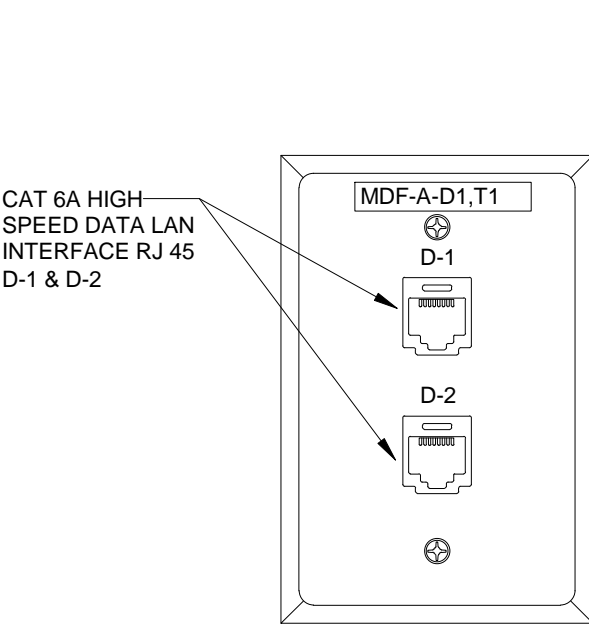 CAT 6A HIGH
SPEED DATA LAN
INTERFACE RJ 45
D-1 & D-2
MDF-A-D1,T1
D-1
D-2